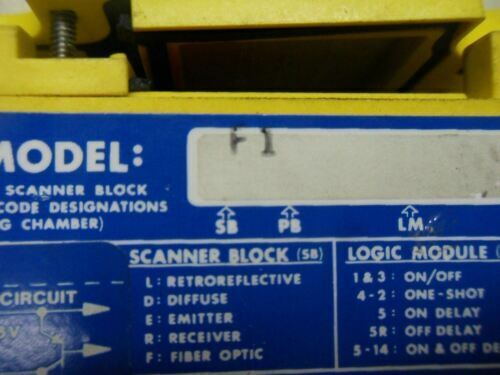 MODEL:
F I
SCANNER BLOCK
CODE DESIGNATIONS
G CHAMBER)
SB PB LM
SCANNER BLOCK (SB)
L: RETROREFLECTIVE
D: DIFFUSE
E: EMITTER
R: RECEIVER
F: FIBER OPTIC
LOGIC MODULE (
1&3: ON/OFF
4-2: ONE-SHOT
5: ON DELAY
5R: OFF DELAY
5-14: ON & OFF DE
CIRCUIT
V